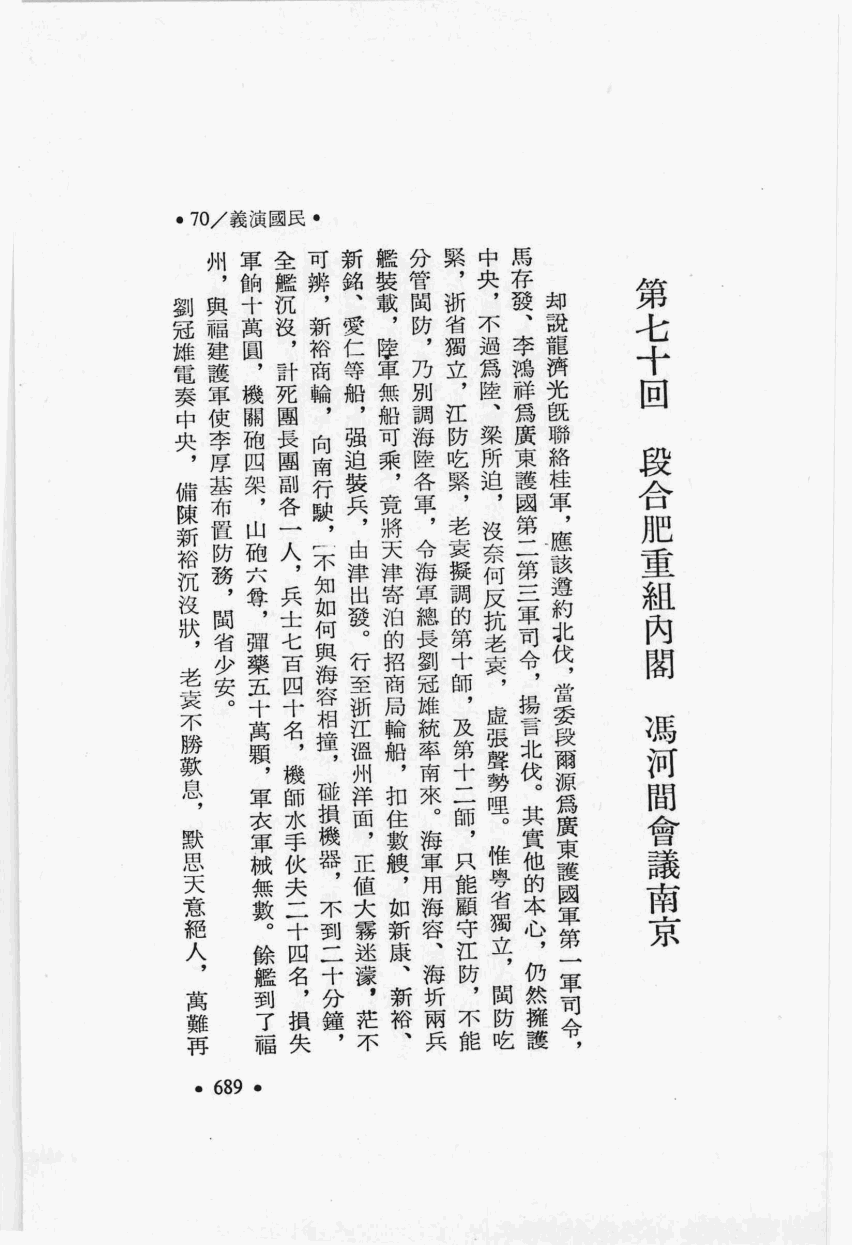 •70／義演國民•
第七十回　段合肥重組內閣　馮河間會議南京
却說龍濟光旣聯絡桂軍，應該遵約北伐，當委段爾源爲廣東護國軍第一軍司令，
馬存發、李鴻祥爲廣東護國第二第三軍司令，揚言北伐。其實他的本心，仍然擁護
中央，不過爲陸、梁所迫，沒奈何反抗老袁，虛張聲勢哩。惟粤省獨立，閩防吃
緊，浙省獨立，江防吃緊，老袁擬調的第十師，及第十二師，只能顧守江防，不能
分管閩防，乃別調海陸各軍，令海軍總長劉冠雄統率南來。海軍用海容、海圻兩兵
艦裝載，陸軍無船可乘，竟將天津寄泊的招商局輪船，扣住數艘，如新康、新裕、
新銘、愛仁等船，强迫裝兵，由津出發。行至浙江溫州洋面，正值大霧迷濛，茫不
可辨，新裕商輪，向南行駛，不知如何與海容相撞，碰損機器，不到二十分鐘，
全艦沉沒，計死團長團副各一人，兵士七百四十名，機師水手伙夫二十四名，損失
軍餉十萬圓，機關砲四架，山砲六尊，彈藥五十萬顆，軍衣軍械無數。餘艦到了福
州，與福建護軍使李厚基布置防務，閩省少安。
劉冠雄電奏中央，備陳新裕沉沒狀，老袁不勝歎息，默思天意絕人，萬難再
•689•